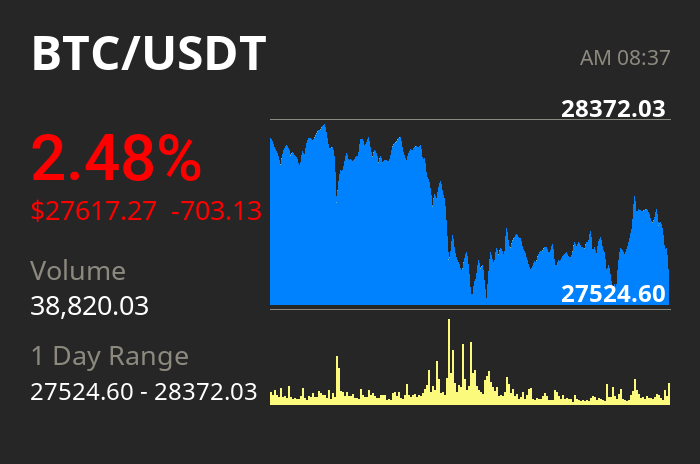 BTC/USDT
AM 08:37
28372.03
2.48%
$27617.27 -703.13
Volume
38,820.03
27524.60
1 Day Range
27524.60 - 28372.03